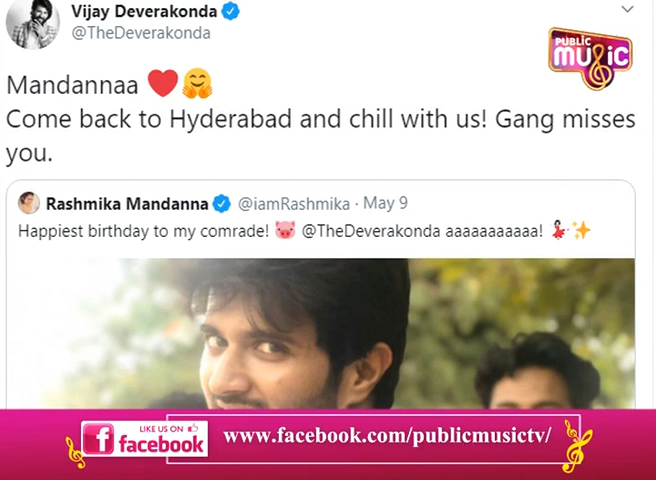 Vijay Deverakonda
@TheDeverakonda
PUBLIC
music
Mandannaa ❤️🤗
Come back to Hyderabad and chill with us! Gang misses
you.
Rashmika Mandanna @iamRashmika · May 9
Happiest birthday to my comrade! 🐷 @TheDeverakonda aaaaaaaaaaa! 💃✨
LIKE US ON
facebook
www.facebook.com/publicmusictv/